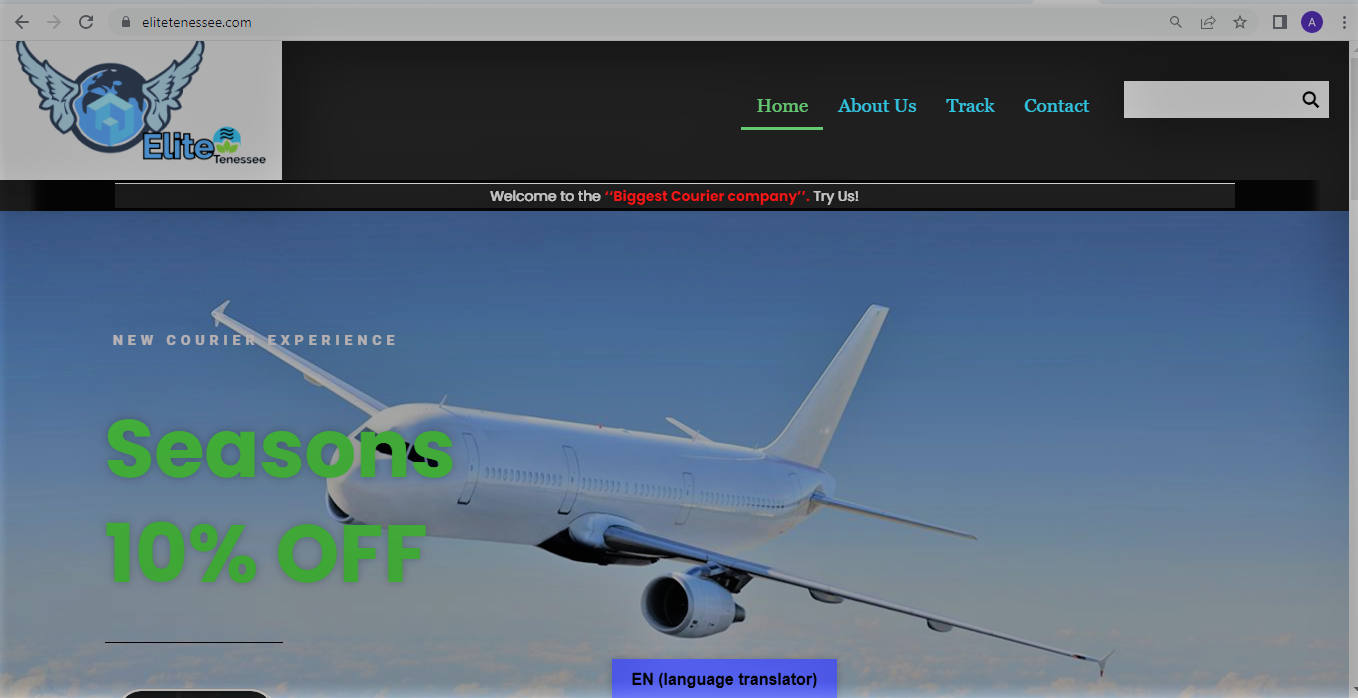 elitetenessee.com
A
Elite
Tenessee
Home About Us Track Contact
Welcome to the ‘‘Biggest Courier company’’. Try Us!
NEW COURIER EXPERIENCE
Seasons
10% OFF
EN (language translator)